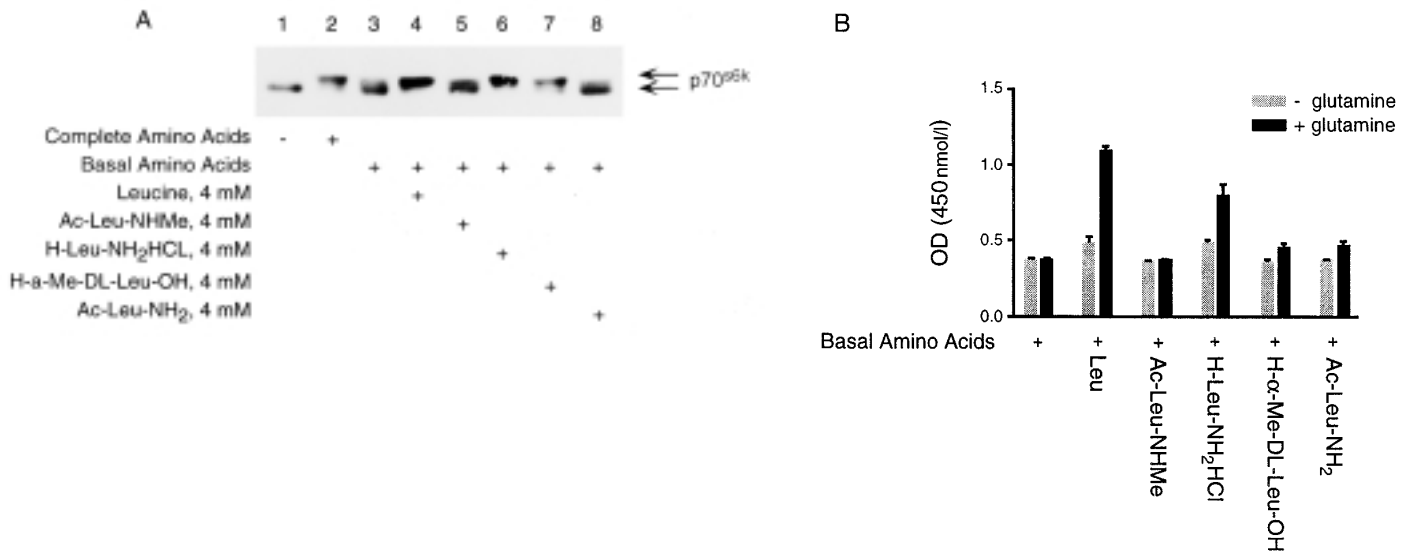 A
1 2 3 4 5 6 7 8
p70s6k
Complete Amino Acids - +
Basal Amino Acids + + + + + +
Leucine, 4 mM +
Ac-Leu-NHMe, 4 mM +
H-Leu-NH2HCL, 4 mM +
H-a-Me-DL-Leu-OH, 4 mM +
Ac-Leu-NH2, 4 mM +
B
- glutamine
+ glutamine
OD (450nmol/l)
1.5
1.0
0.5
0.0
Basal Amino Acids + + + + + +
Leu
Ac-Leu-NHMe
H-Leu-NH2HCl
H-α-Me-DL-Leu-OH
Ac-Leu-NH2